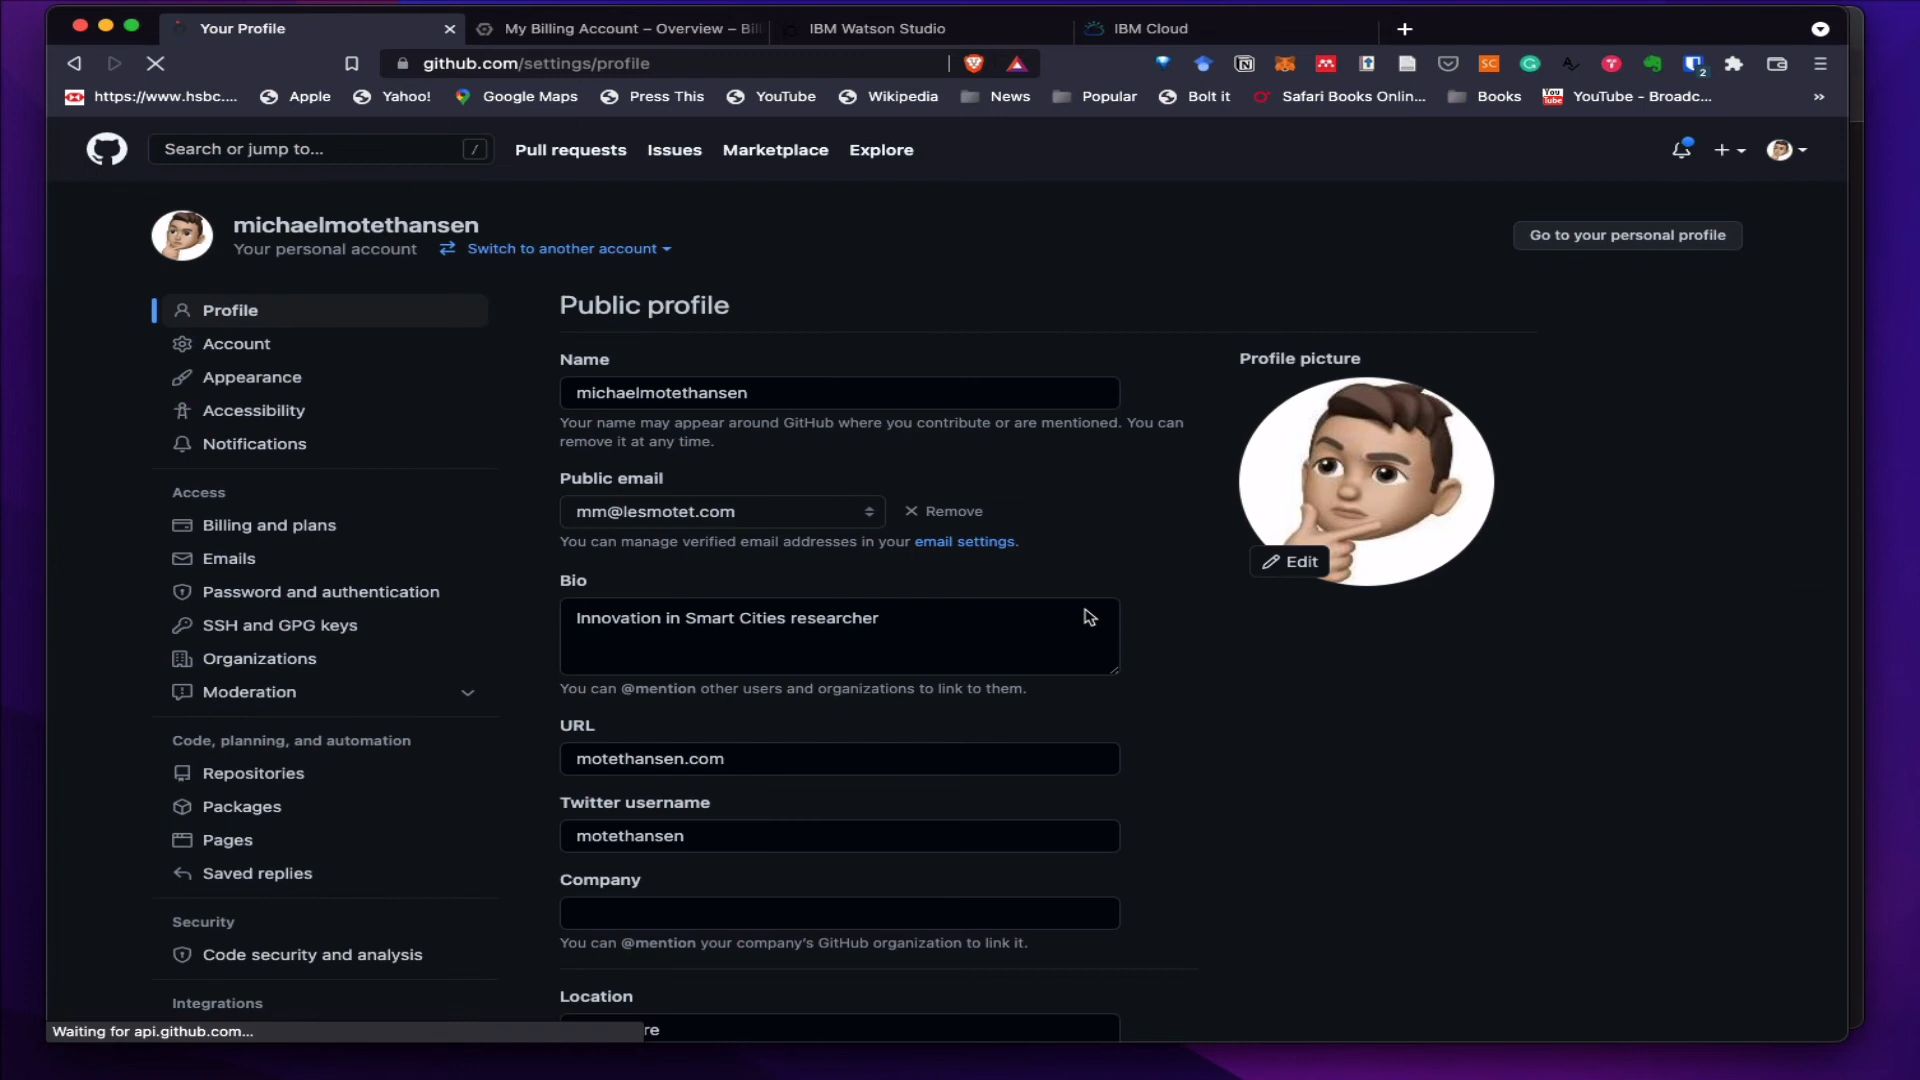 Your Profile
My Billing Account – Overview – Bil
IBM Watson Studio
IBM Cloud
github.com/settings/profile
SC
2
https://www.hsbc....
Apple
Yahoo!
Google Maps
Press This
YouTube
Wikipedia
News
Popular
Bolt it
Safari Books Onlin...
Books
You Tube
YouTube - Broadc...
»
Search or jump to...
/
Pull requests
Issues
Marketplace
Explore
michaelmotethansen
Your personal account
Switch to another account
Go to your personal profile
Profile
Account
Appearance
Accessibility
Notifications
Access
Billing and plans
Emails
Password and authentication
SSH and GPG keys
Organizations
Moderation
Code, planning, and automation
Repositories
Packages
Pages
Saved replies
Security
Code security and analysis
Integrations
Waiting for api.github.com...
Public profile
Name
michaelmotethansen
Your name may appear around GitHub where you contribute or are mentioned. You can
remove it at any time.
Public email
mm@lesmotet.com
Remove
You can manage verified email addresses in your email settings.
Bio
Innovation in Smart Cities researcher
You can @mention other users and organizations to link to them.
URL
motethansen.com
Twitter username
motethansen
Company
You can @mention your company's GitHub organization to link it.
Location
re
Profile picture
Edit